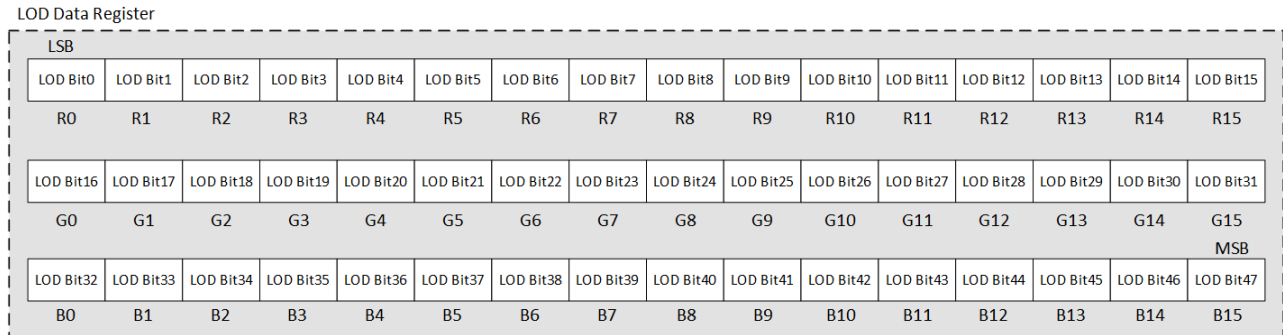 LOD Data Register
LSB
LOD Bit0 LOD Bit1 LOD Bit2 LOD Bit3 LOD Bit4 LOD Bit5 LOD Bit6 LOD Bit7 LOD Bit8 LOD Bit9 LOD Bit10 LOD Bit11 LOD Bit12 LOD Bit13 LOD Bit14 LOD Bit15
R0 R1 R2 R3 R4 R5 R6 R7 R8 R9 R10 R11 R12 R13 R14 R15
LOD Bit16 LOD Bit17 LOD Bit18 LOD Bit19 LOD Bit20 LOD Bit21 LOD Bit22 LOD Bit23 LOD Bit24 LOD Bit25 LOD Bit26 LOD Bit27 LOD Bit28 LOD Bit29 LOD Bit30 LOD Bit31
G0 G1 G2 G3 G4 G5 G6 G7 G8 G9 G10 G11 G12 G13 G14 G15
MSB
LOD Bit32 LOD Bit33 LOD Bit34 LOD Bit35 LOD Bit36 LOD Bit37 LOD Bit38 LOD Bit39 LOD Bit40 LOD Bit41 LOD Bit42 LOD Bit43 LOD Bit44 LOD Bit45 LOD Bit46 LOD Bit47
B0 B1 B2 B3 B4 B5 B6 B7 B8 B9 B10 B11 B12 B13 B14 B15